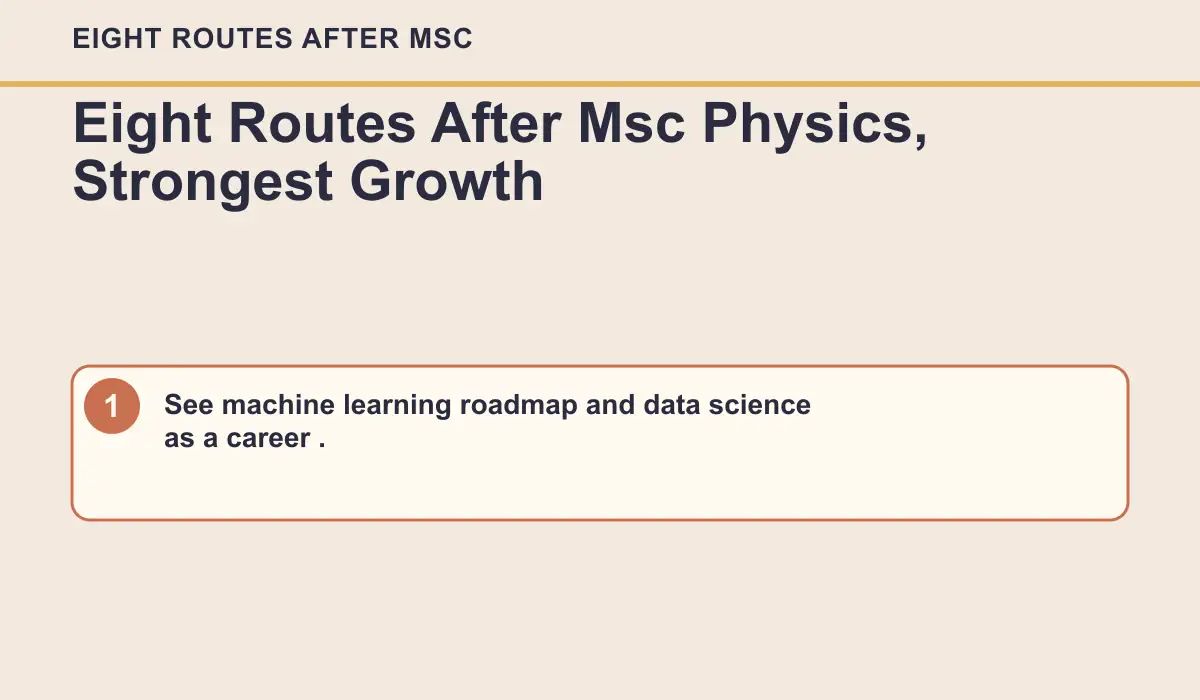 EIGHT ROUTES AFTER MSC
Eight Routes After Msc Physics,
Strongest Growth
1
See machine learning roadmap and data science
as a career .